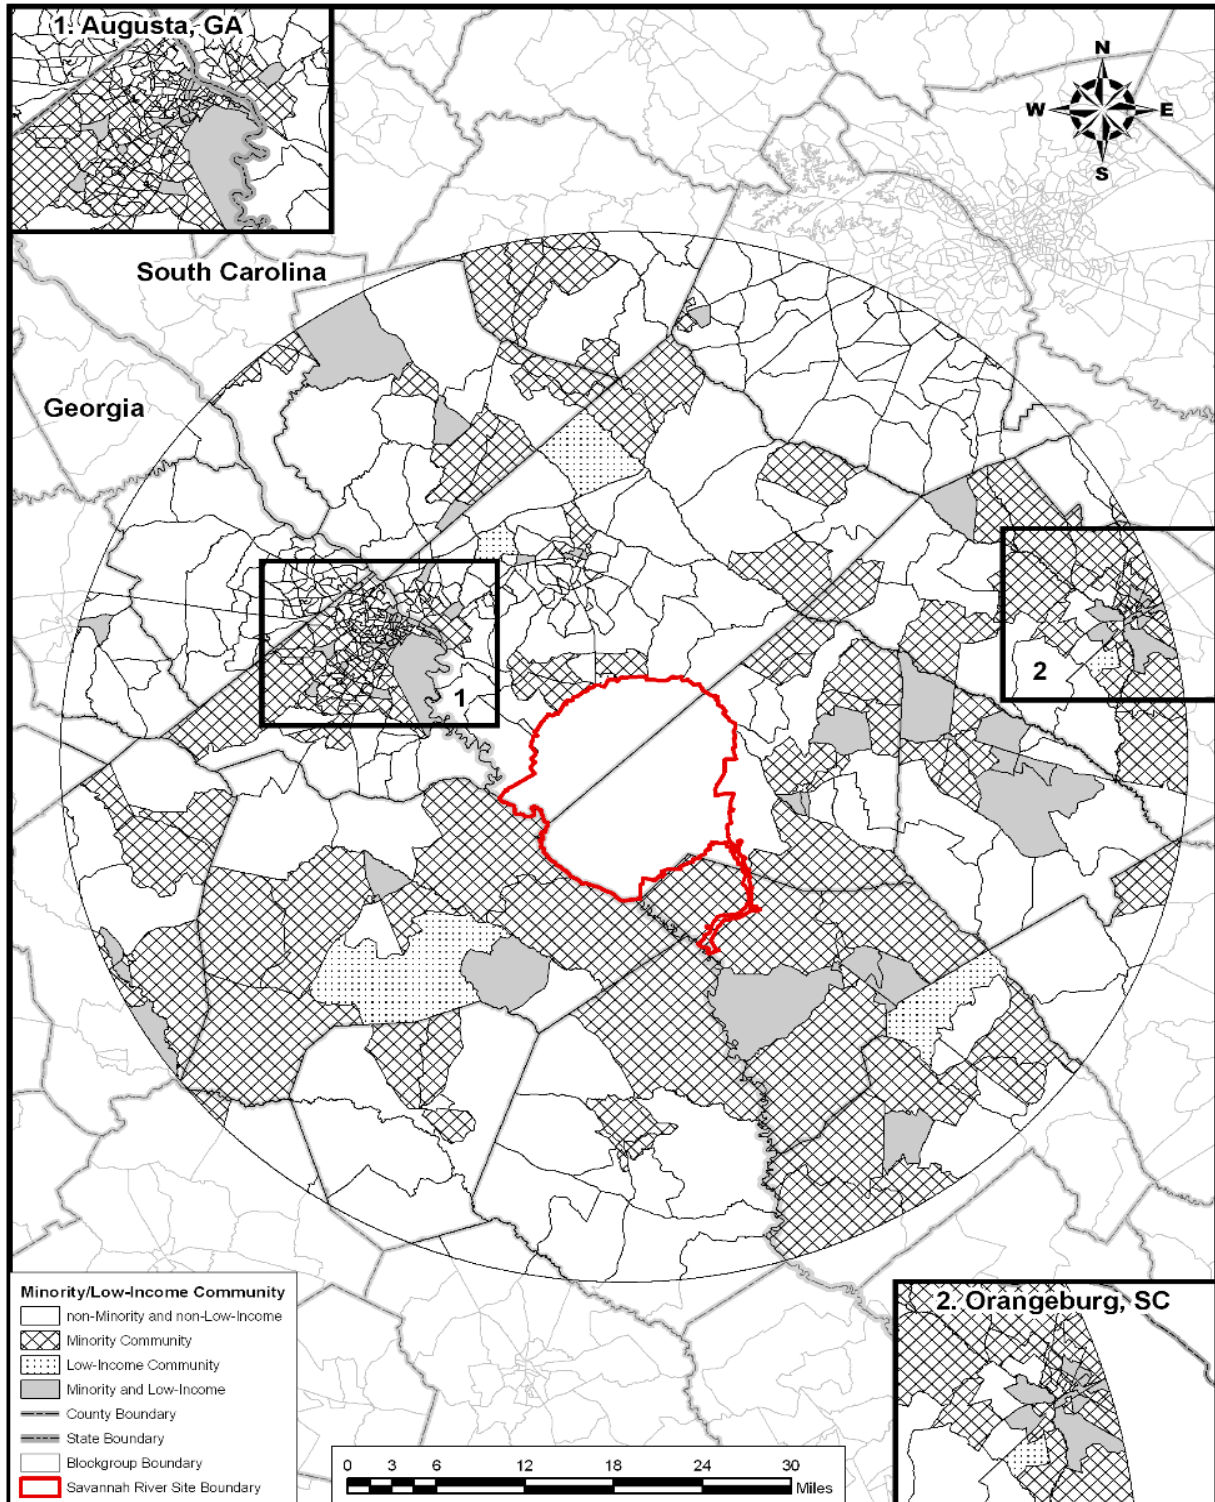 1. Augusta, GA
N
W E
S
South Carolina
Georgia
1
2
Minority/Low-Income Community
non-Minority and non-Low-Income
Minority Community
Low-Income Community
Minority and Low-Income
County Boundary
State Boundary
Blockgroup Boundary
Savannah River Site Boundary
0 3 6 12 18 24 30
Miles
2. Orangeburg, SC